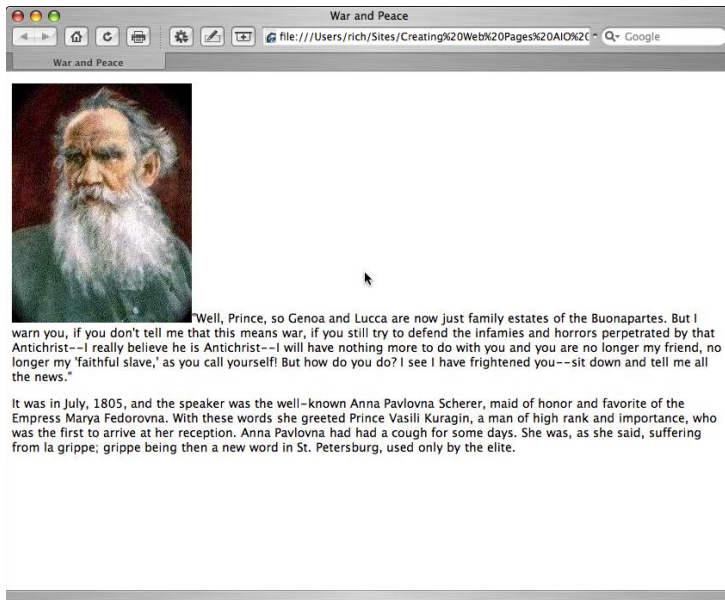 War and Peace
file:///Users/rich/Sites/Creating%20Web%20Pages%20AIO%20(
Google
War and Peace
"Well, Prince, so Genoa and Lucca are now just family estates of the Buonapartes. But I
warn you, if you don't tell me that this means war, if you still try to defend the infamies and horrors perpetrated by that
Antichrist--I really believe he is Antichrist--I will have nothing more to do with you and you are no longer my friend, no
longer my 'faithful slave,' as you call yourself! But how do you do? I see I have frightened you--sit down and tell me all
the news."
It was in July, 1805, and the speaker was the well-known Anna Pavlovna Scherer, maid of honor and favorite of the
Empress Marya Fedorovna. With these words she greeted Prince Vasili Kuragin, a man of high rank and importance, who
was the first to arrive at her reception. Anna Pavlovna had had a cough for some days. She was, as she said, suffering
from la grippe; grippe being then a new word in St. Petersburg, used only by the elite.